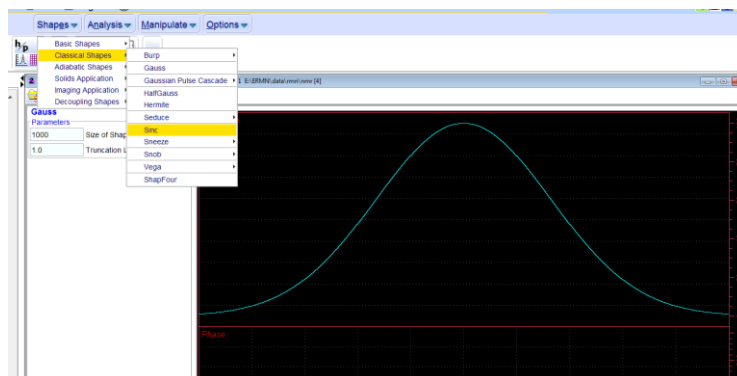 Shapes Analysis Manipulate Options
Basic Shapes
Classical Shapes
Adiabatic Shapes
Solids Application
Imaging Application
Decoupling Shapes
Burp
Gauss
Gaussian Pulse Cascade
HalfGauss
Hermite
Seduce
Sinc
Sneeze
Snob
Vega
ShapFour
2
1 E:\ERMN\data\nmr\nmr [4]
Gauss
Parameters
1000 Size of Shap
1.0 Truncation L
Phase